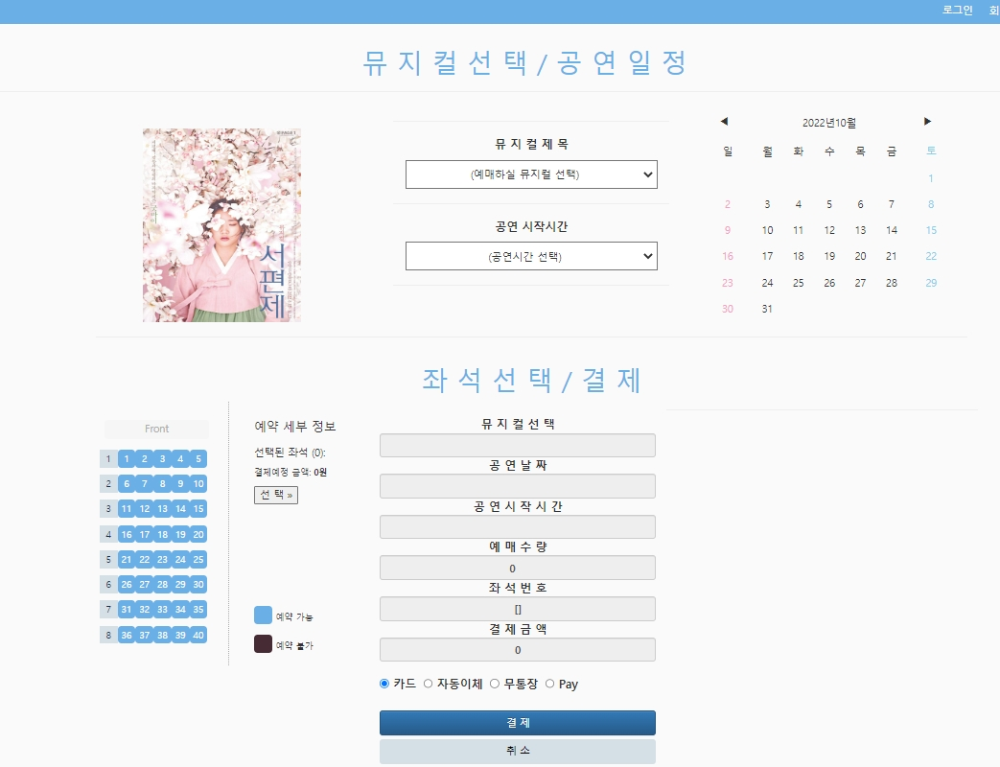 로그인 회
뮤지컬선택/공연일정
서편제
뮤지컬제목
(예매하실 뮤지컬 선택)
공연 시작시간
(공연시간 선택)
◀ 2022년10월 ▶
일 월 화 수 목 금 토
1
2 3 4 5 6 7 8
9 10 11 12 13 14 15
16 17 18 19 20 21 22
23 24 25 26 27 28 29
30 31
좌석선택/결제
Front
1 1 2 3 4 5
2 6 7 8 9 10
3 11 12 13 14 15
4 16 17 18 19 20
5 21 22 23 24 25
6 26 27 28 29 30
7 31 32 33 34 35
8 36 37 38 39 40
예약 세부 정보
선택된 좌석 (0):
결제예정 금액: 0원
선택 »
예약 가능
예약 불가
뮤지컬선택
공연날짜
공연시작시간
예매수량
0
좌석번호
[]
결제금액
0
카드 자동이체 무통장 Pay
결제
취소